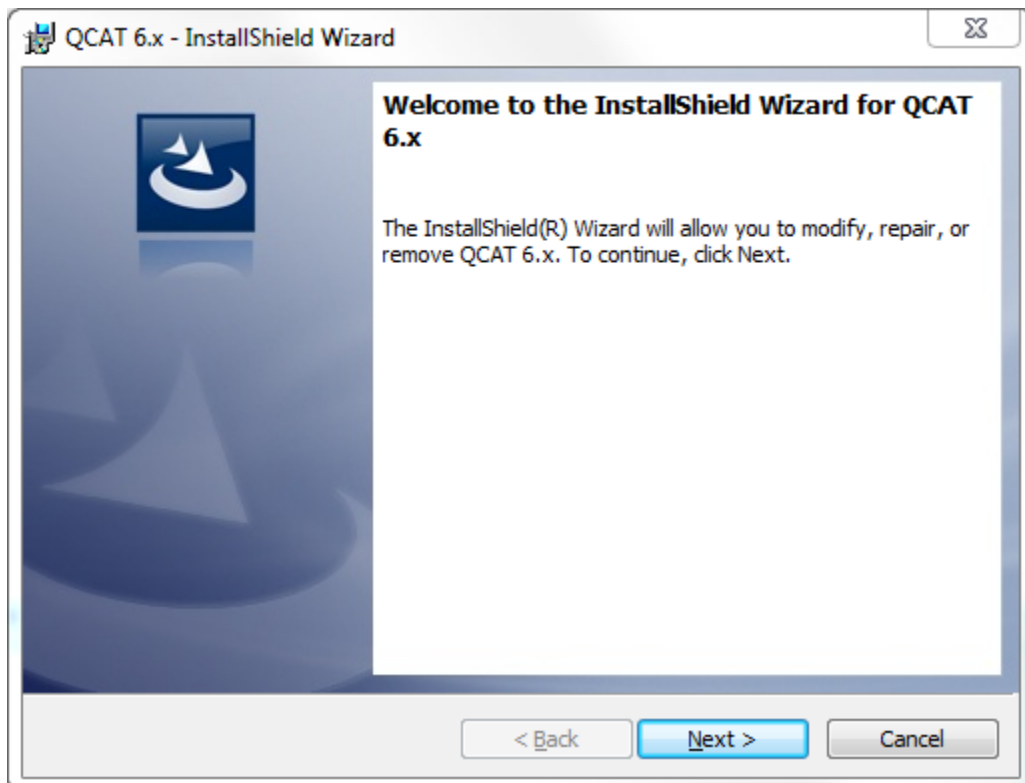 QCAT 6.x - InstallShield Wizard
Welcome to the InstallShield Wizard for QCAT
6.x
The InstallShield(R) Wizard will allow you to modify, repair, or
remove QCAT 6.x. To continue, click Next.
< Back
Next >
Cancel